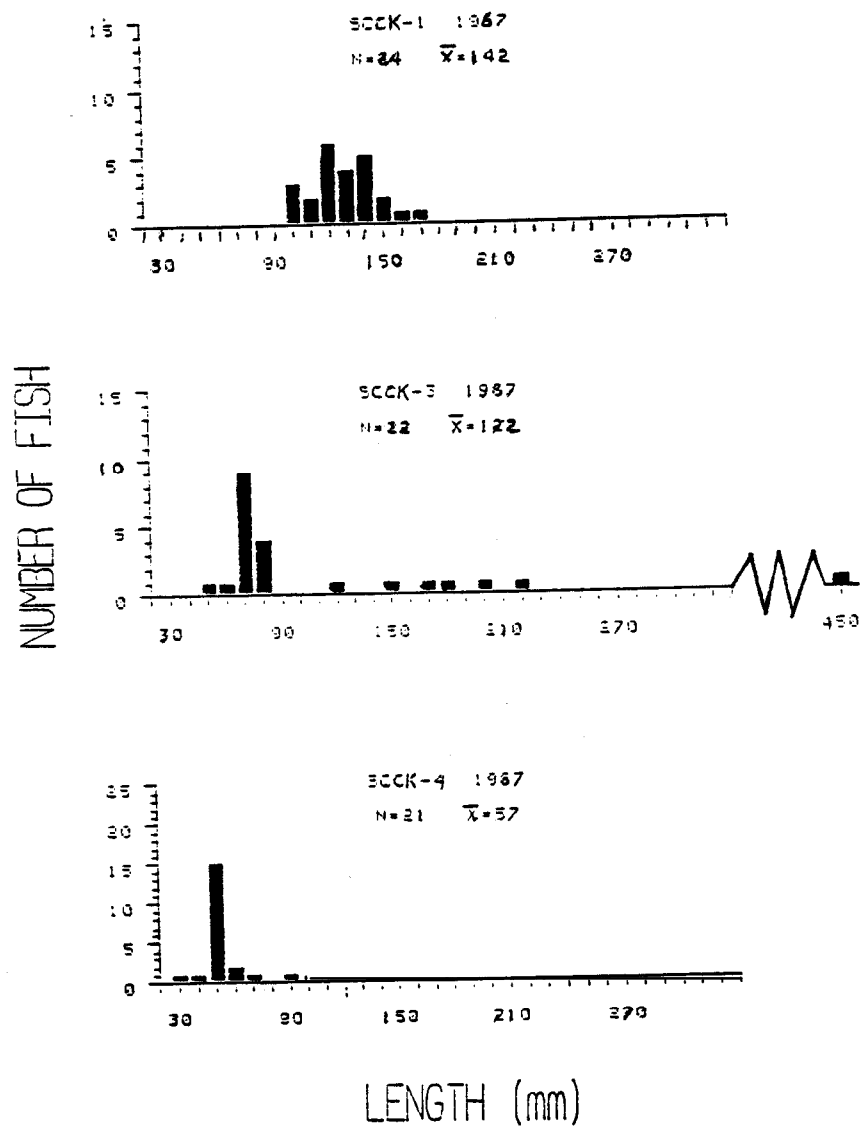 SCCK-1 1987
N=24 X̄=142
15
10
5
0
30 90 150 210 270
NUMBER OF FISH
SCCK-3 1987
N=22 X̄=122
15
10
5
0
30 90 150 210 270 450
SCCK-4 1987
N=21 X̄=57
25
20
15
10
5
0
30 90 150 210 270
LENGTH (mm)